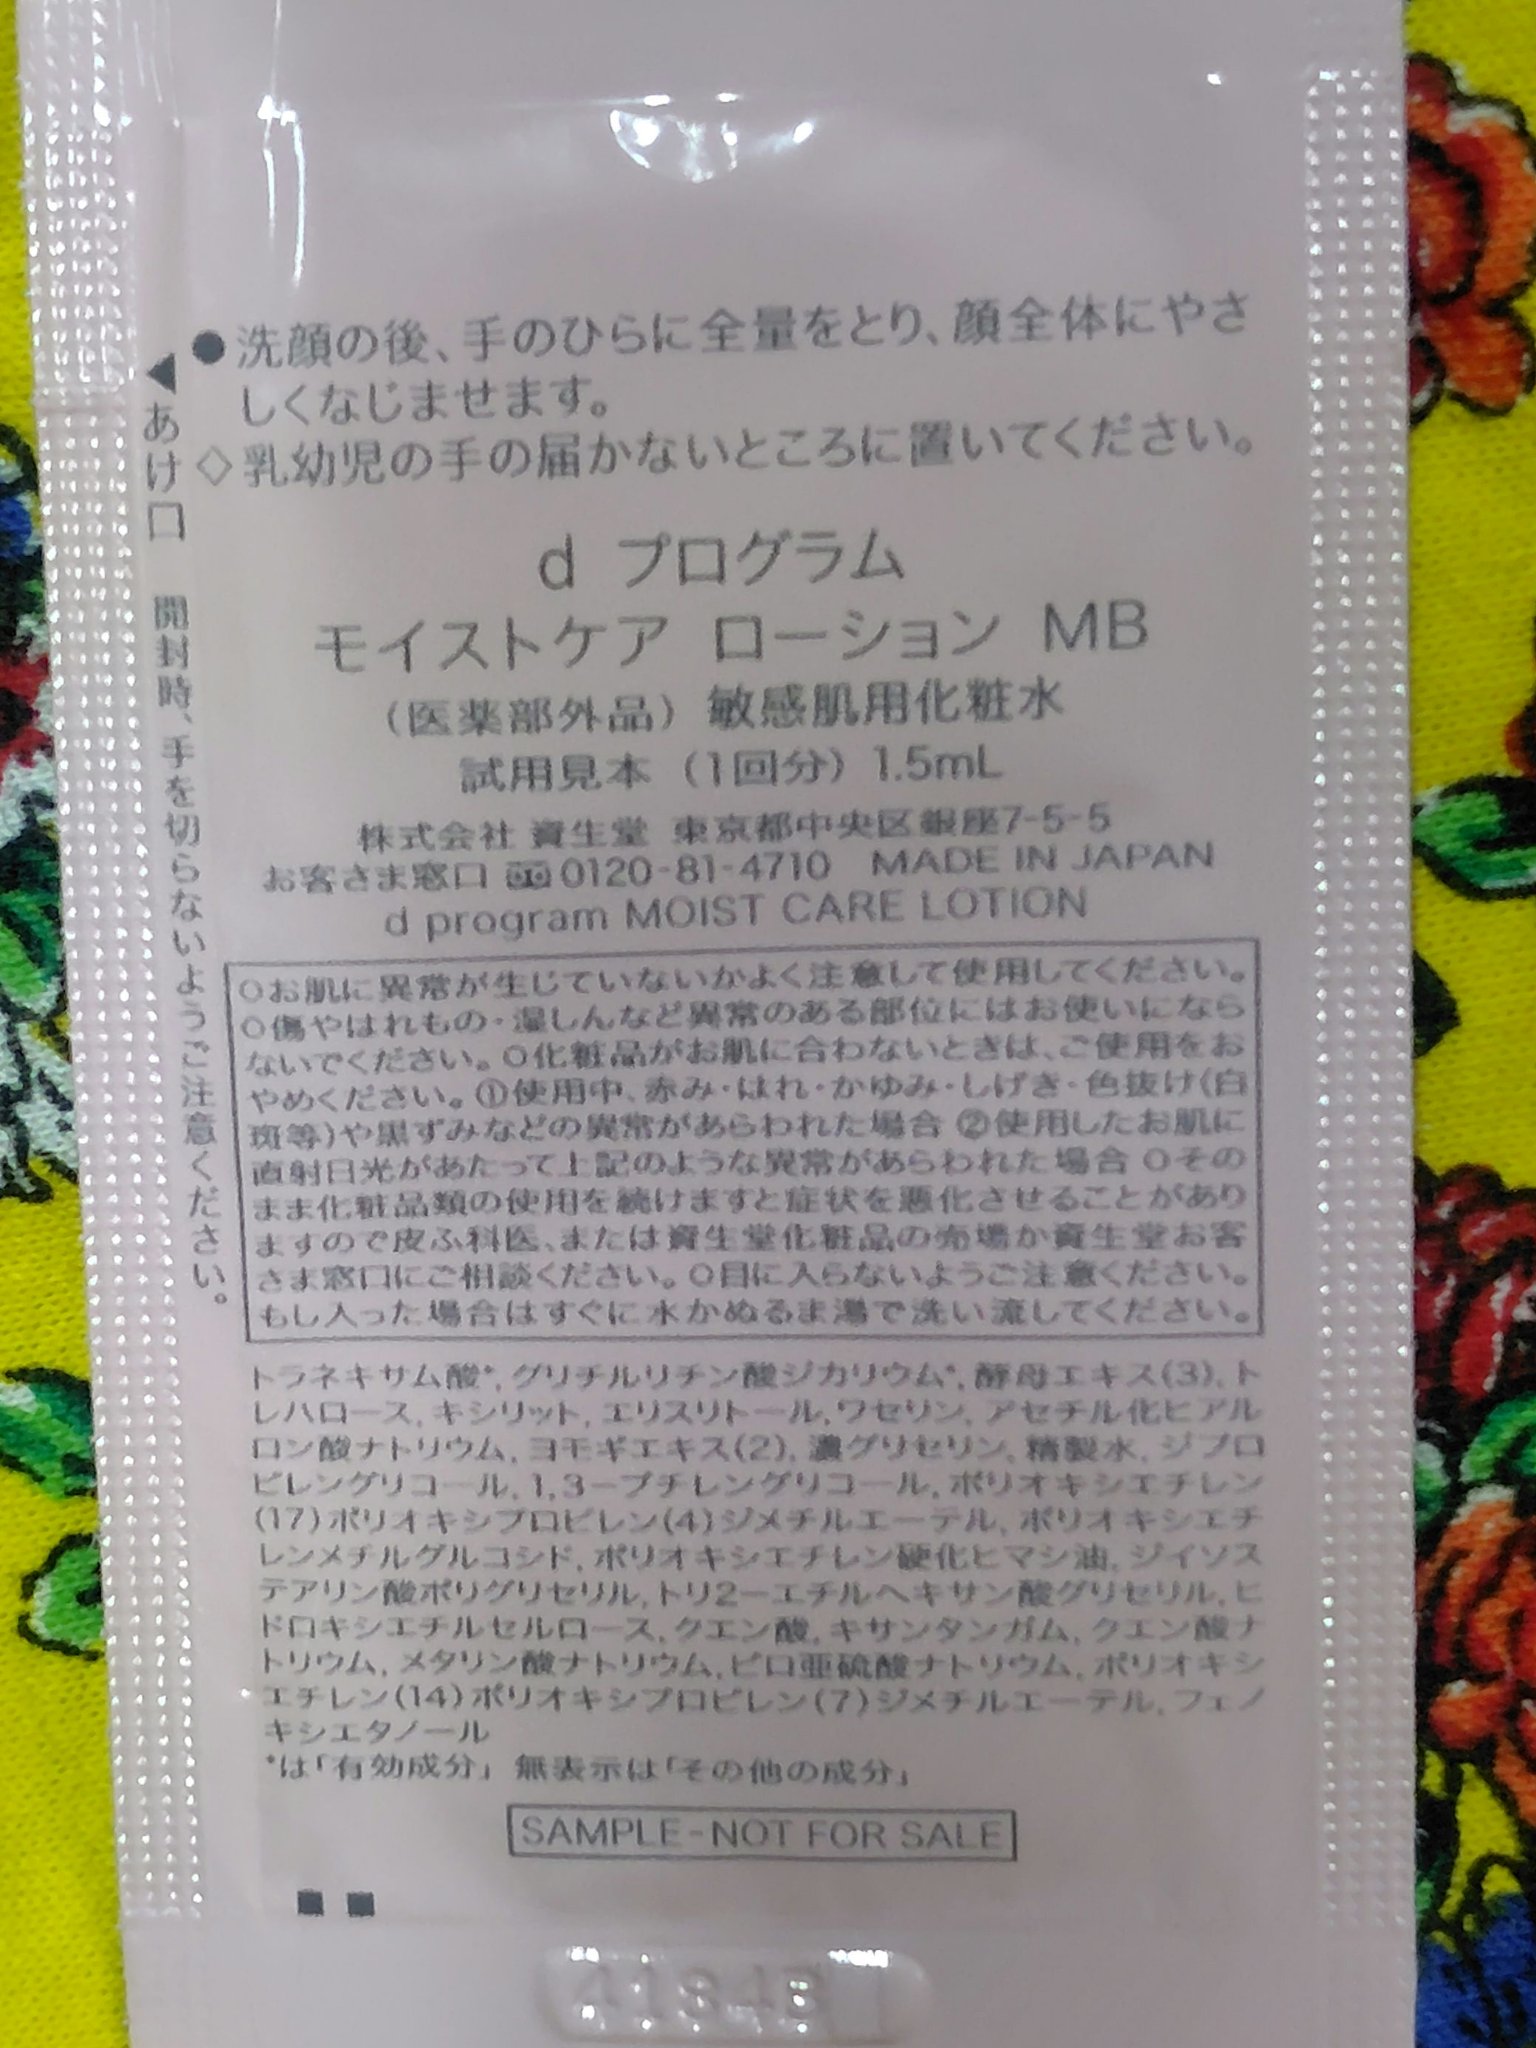 ●洗顔の後、手のひらに全量をとり、顔全体にやさ
しくなじませます。
◇乳幼児の手の届かないところに置いてください。
◀あけ口 開封時、手を切らないようご注意ください。
d プログラム
モイストケア ローション MB
（医薬部外品）敏感肌用化粧水
試用見本（1回分）1.5mL
株式会社 資生堂 東京都中央区銀座7-5-5
お客さま窓口 0120-81-4710 MADE IN JAPAN
d program MOIST CARE LOTION
○お肌に異常が生じていないかよく注意して使用してください。
○傷やはれもの・湿しんなど異常のある部位にはお使いになら
ないでください。○化粧品がお肌に合わないときは、ご使用をお
やめください。①使用中、赤み・はれ・かゆみ・しげき・色抜け（白
斑等）や黒ずみなどの異常があらわれた場合 ②使用したお肌に
直射日光があたって上記のような異常があらわれた場合 ○その
まま化粧品類の使用を続けますと症状を悪化させることがあり
ますので皮ふ科医、または資生堂化粧品の売場か資生堂お客
さま窓口にご相談ください。○目に入らないようご注意ください。
もし入った場合はすぐに水かぬるま湯で洗い流してください。
トラネキサム酸*, グリチルリチン酸ジカリウム*, 酵母エキス(3), ト
レハロース, キシリット, エリスリトール, ワセリン, アセチル化ヒアル
ロン酸ナトリウム, ヨモギエキス(2), 濃グリセリン, 精製水, ジプロ
ピレングリコール, 1,3－ブチレングリコール, ポリオキシエチレン
(17)ポリオキシプロピレン(4)ジメチルエーテル, ポリオキシエチ
レンメチルグルコシド, ポリオキシエチレン硬化ヒマシ油, ジイソス
テアリン酸ポリグリセリル, トリ2－エチルヘキサン酸グリセリル, ヒ
ドロキシエチルセルロース, クエン酸, キサンタンガム, クエン酸ナ
トリウム, メタリン酸ナトリウム, ピロ亜硫酸ナトリウム, ポリオキシ
エチレン(14)ポリオキシプロピレン(7)ジメチルエーテル, フェノ
キシエタノール
*は「有効成分」 無表示は「その他の成分」
SAMPLE-NOT FOR SALE